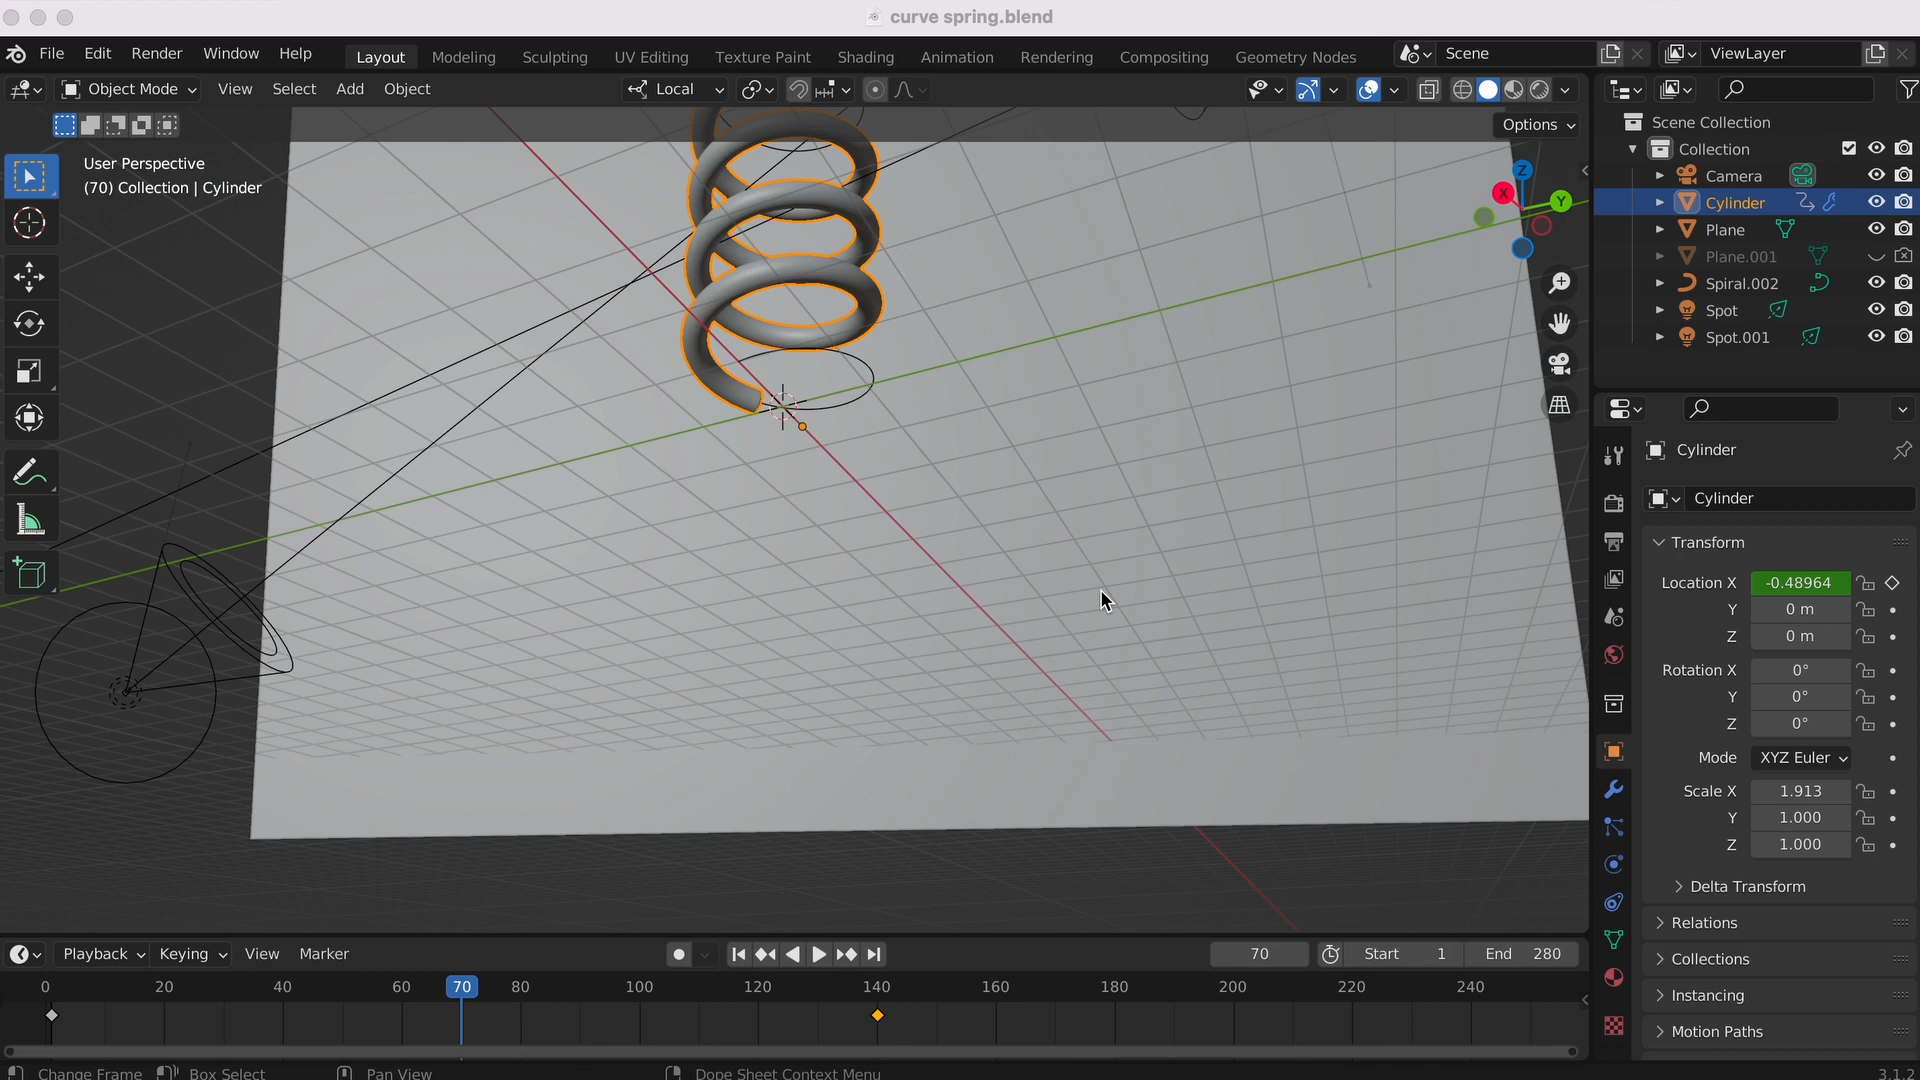 curve spring.blend
File Edit Render Window Help Layout Modeling Sculpting UV Editing Texture Paint Shading Animation Rendering Compositing Geometry Nodes Scene ViewLayer
Object Mode View Select Add Object Local
Options
User Perspective
(70) Collection | Cylinder
Z
X
Y
Scene Collection
Collection
Camera
Cylinder
Plane
Plane.001
Spiral.002
Spot
Spot.001
Cylinder
Cylinder
Transform
Location X -0.48964
Y 0 m
Z 0 m
Rotation X 0°
Y 0°
Z 0°
Mode XYZ Euler
Scale X 1.913
Y 1.000
Z 1.000
Delta Transform
Relations
Collections
Instancing
Motion Paths
Playback Keying View Marker 70 Start 1 End 280
0 20 40 60 70 80 100 120 140 160 180 200 220 240
Change Frame Box Select Pan View Dope Sheet Context Menu 3.1.2